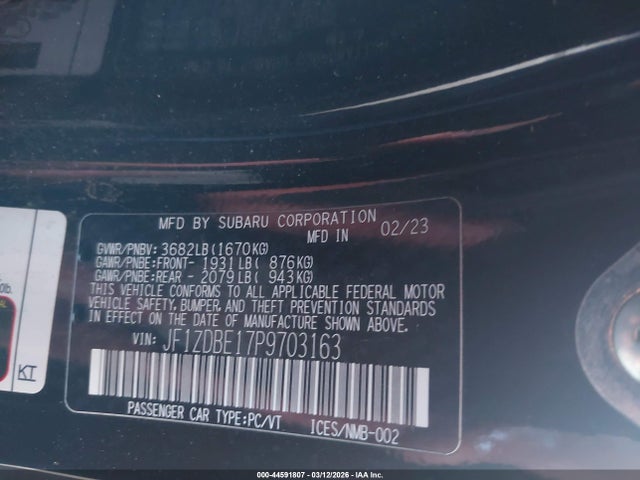 MFD BY SUBARU CORPORATION
MFD IN 02/23
GVWR/PNBV: 3682LB(1670KG)
GAWR/PNBE:FRONT- 1931LB( 876KG)
GAWR/PNBE:REAR - 2079LB( 943KG)
THIS VEHICLE CONFORMS TO ALL APPLICABLE FEDERAL MOTOR
VEHICLE SAFETY, BUMPER, AND THEFT PREVENTION STANDARDS
IN EFFECT ON THE DATE OF MANUFACTURE SHOWN ABOVE.
VIN: JF1ZDBE17P9703163
PASSENGER CAR TYPE:PC/VT ICES/NMB-002
KT
000-44591807 - 03/12/2026 - IAA Inc.